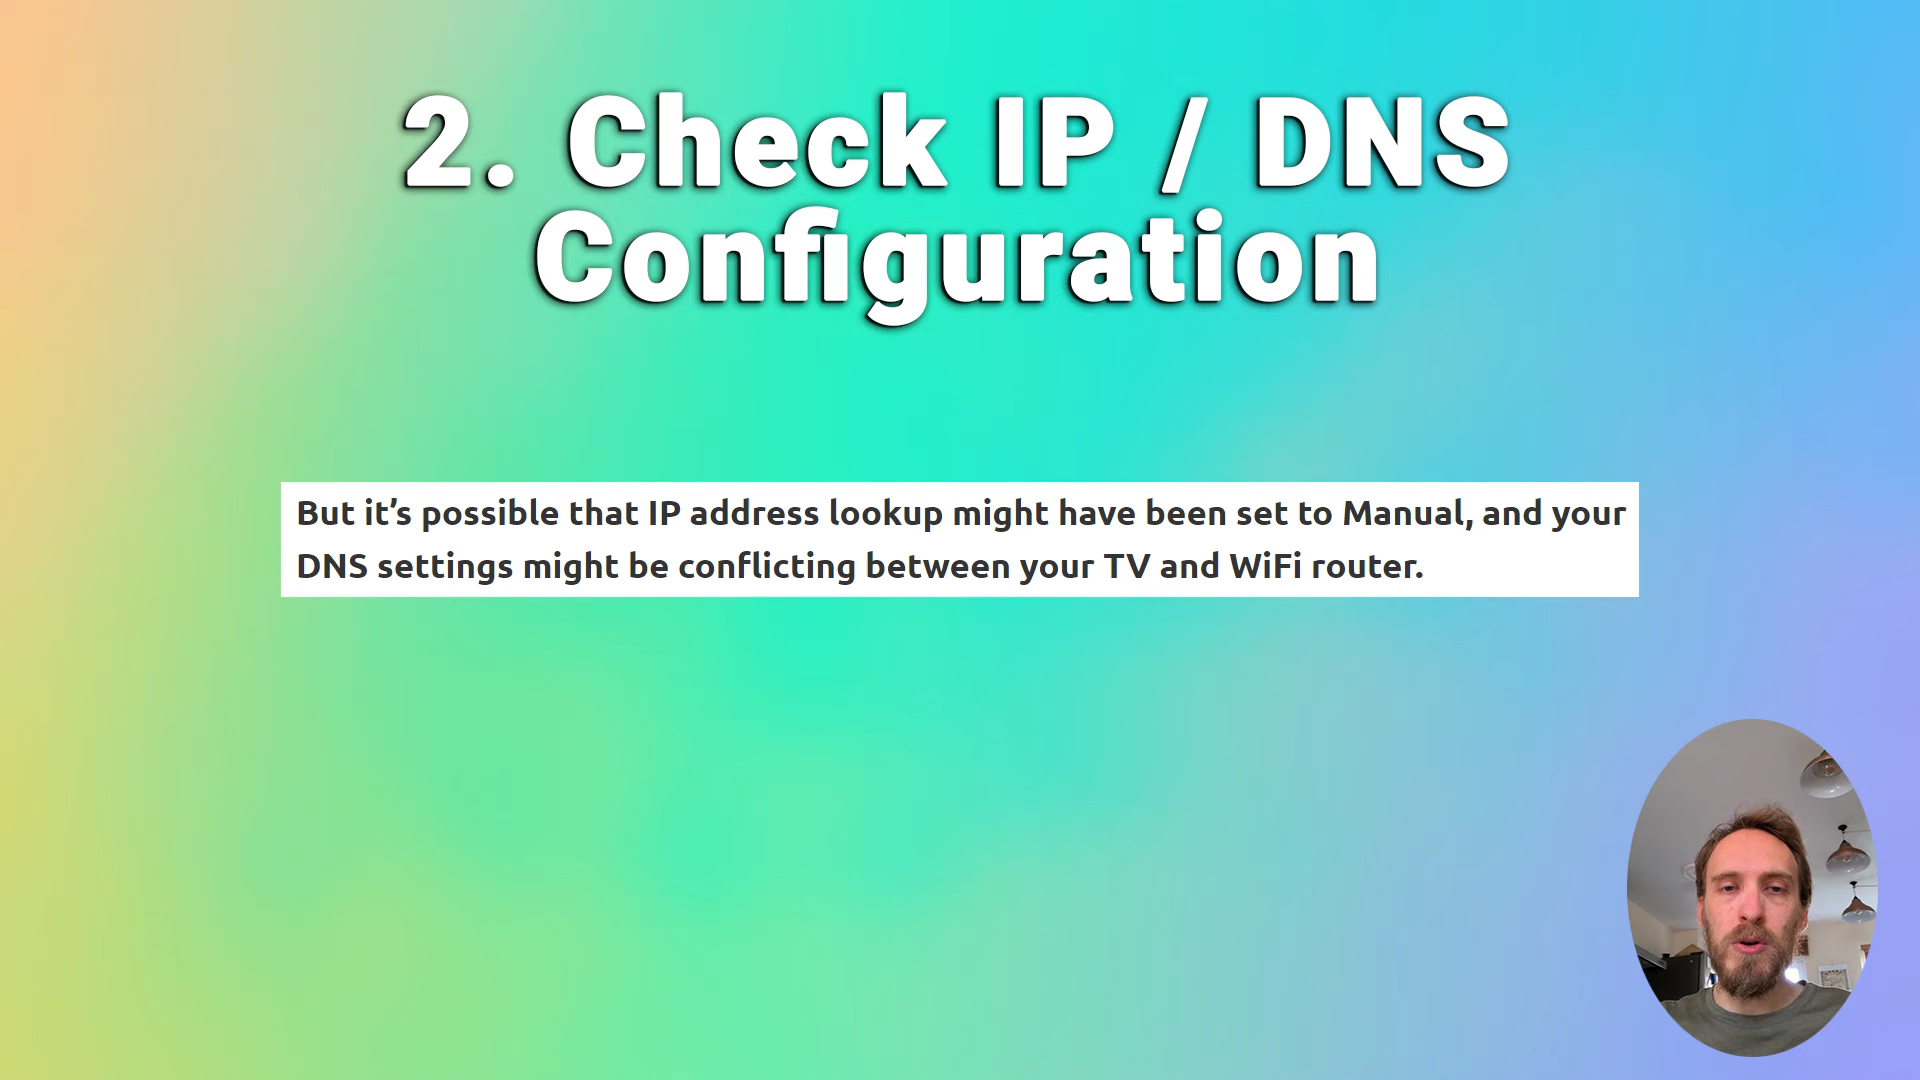 2. Check IP / DNS
Configuration
But it’s possible that IP address lookup might have been set to Manual, and your
DNS settings might be conflicting between your TV and WiFi router.